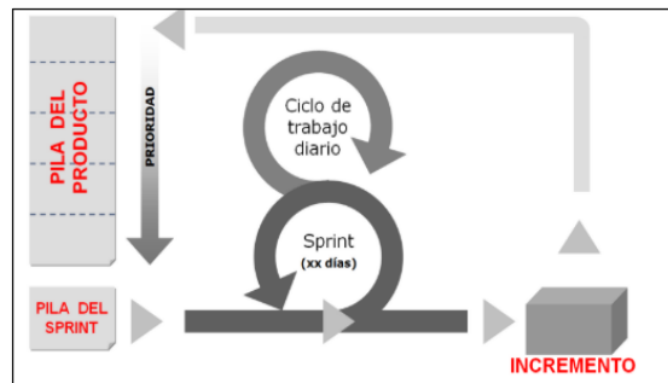 PILA DEL
PRODUCTO
PRIORIDAD
Ciclo de
trabajo
diario
Sprint
(xx días)
PILA DEL
SPRINT
INCREMENTO